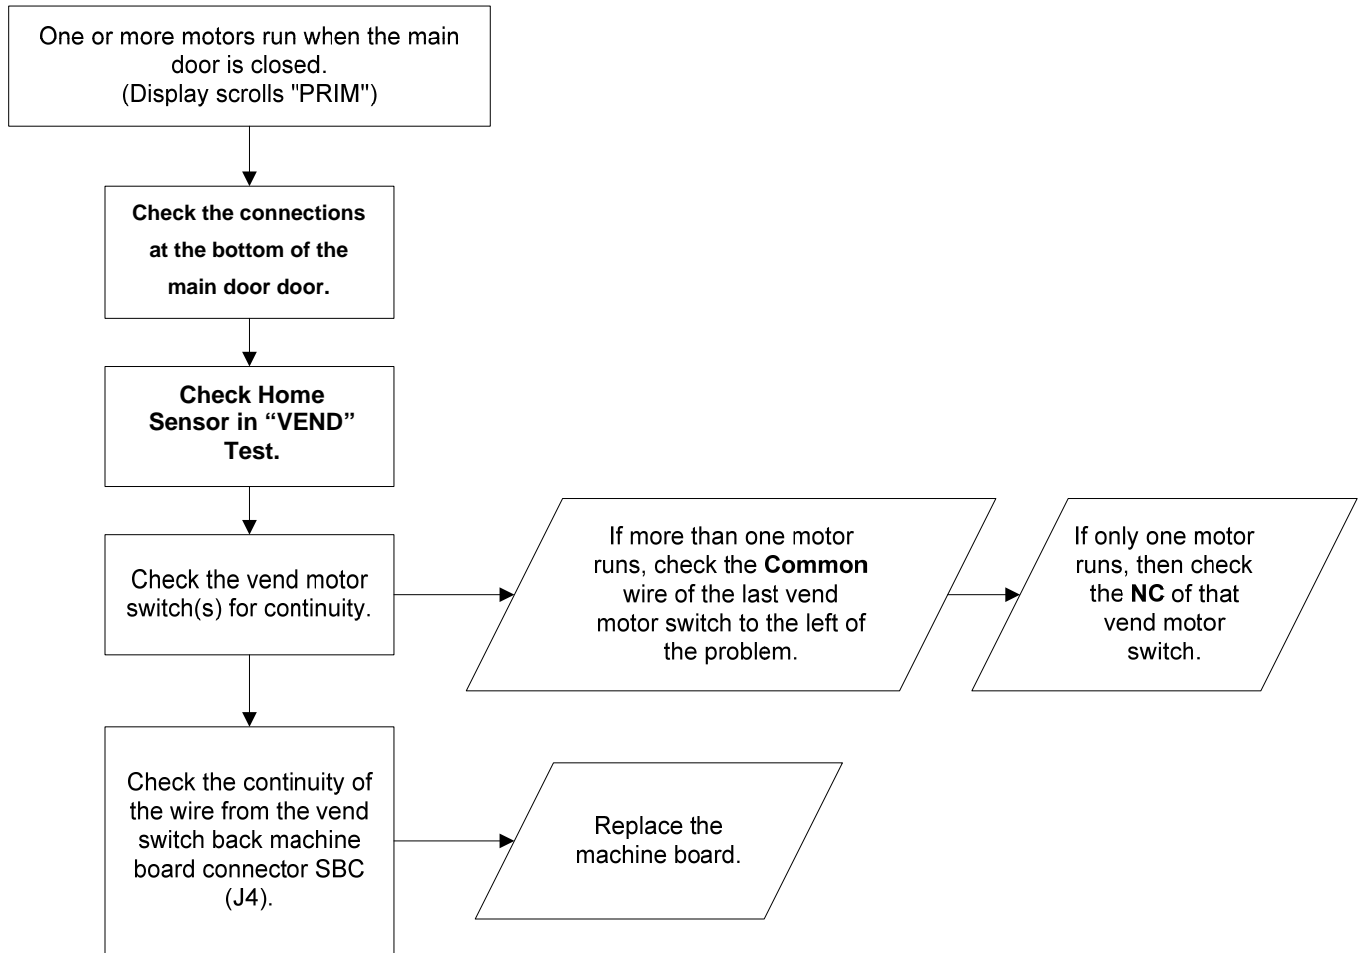 One or more motors run when the main
door is closed.
(Display scrolls "PRIM")
Check the connections
at the bottom of the
main door door.
Check Home
Sensor in “VEND”
Test.
Check the vend motor
switch(s) for continuity.
If more than one motor
runs, check the Common
wire of the last vend
motor switch to the left of
the problem.
If only one motor
runs, then check
the NC of that
vend motor
switch.
Check the continuity of
the wire from the vend
switch back machine
board connector SBC
(J4).
Replace the
machine board.